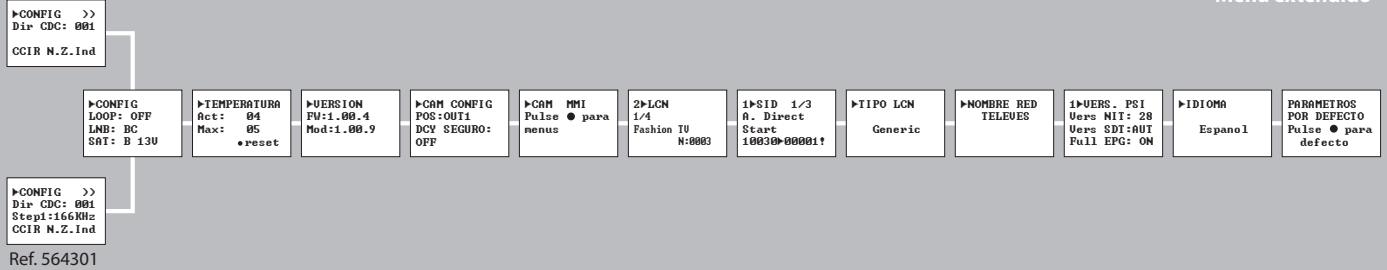 Menú extendido
▶CONFIG >>
Dir CDC: 001
CCIR N.Z.Ind
▶CONFIG
LOOP: OFF
LNB: BC
SAT: B 13V
▶TEMPERATURA
Act: 04
Max: 05
●reset
▶VERSION
FW:1.00.4
Mod:1.00.9
▶CAM CONFIG
POS:OUT1
DCY SEGURO:
OFF
▶CAM MMI
Pulse ● para
menus
2▶LCN
1/4
Fashion TV
N:0003
1▶SID 1/3
A. Direct
Start
10030▶00001!
▶TIPO LCN
Generic
▶NOMBRE RED
TELEVES
1▶VERS. PSI
Vers NIT: 28
Vers SDT:AUT
Full EPG: ON
▶IDIOMA
Espanol
PARAMETROS
POR DEFECTO
Pulse ● para
defecto
▶CONFIG >>
Dir CDC: 001
Step1:166KHz
CCIR N.Z.Ind
Ref. 564301